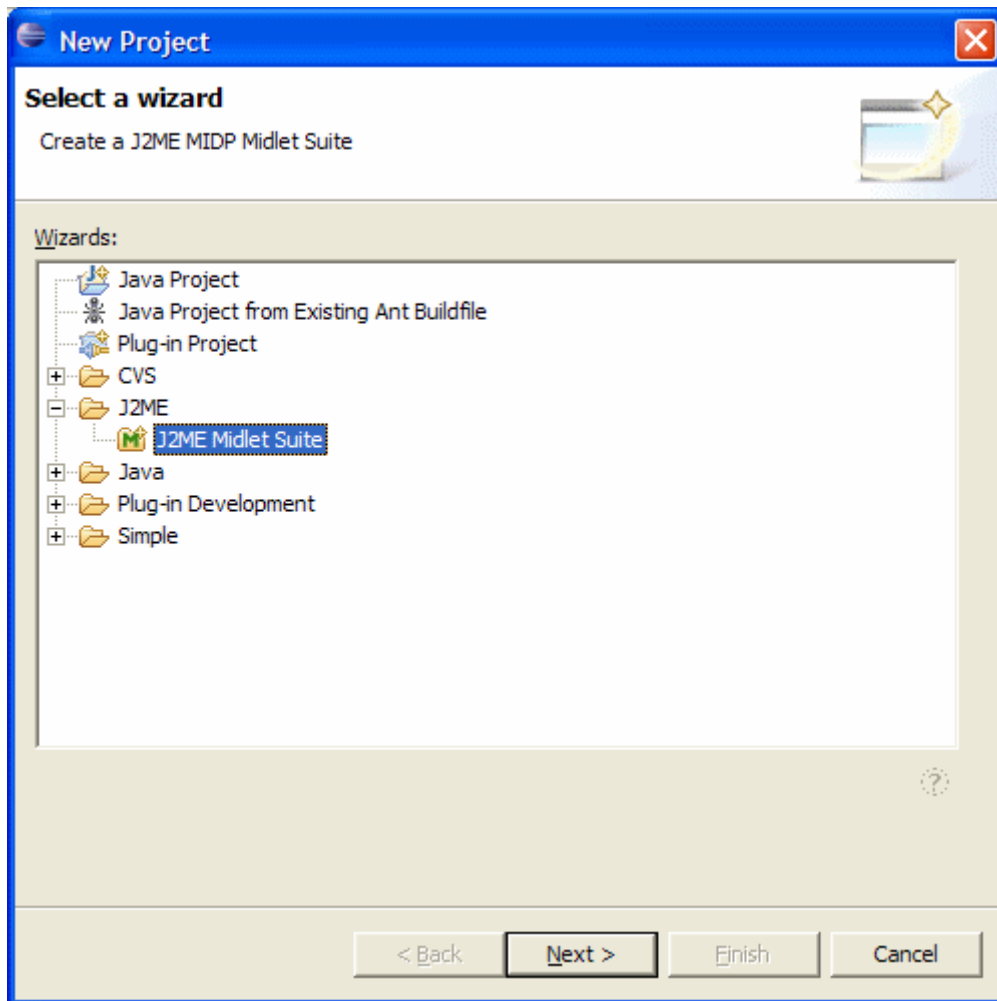 New Project
Select a wizard
Create a J2ME MIDP Midlet Suite
Wizards:
Java Project
Java Project from Existing Ant Buildfile
Plug-in Project
CVS
J2ME
J2ME Midlet Suite
Java
Plug-in Development
Simple
< Back Next > Finish Cancel